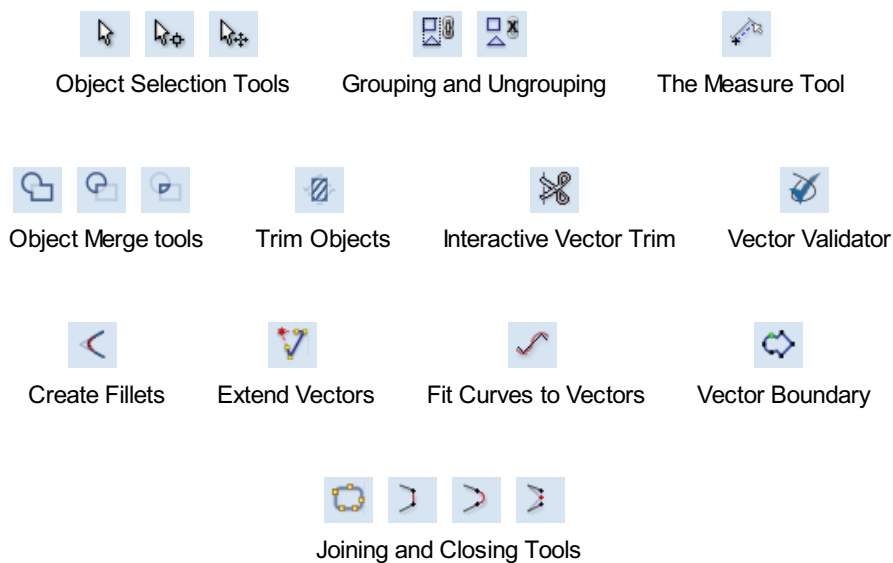 Object Selection Tools
Grouping and Ungrouping
The Measure Tool
Object Merge tools
Trim Objects
Interactive Vector Trim
Vector Validator
Create Fillets
Extend Vectors
Fit Curves to Vectors
Vector Boundary
Joining and Closing Tools